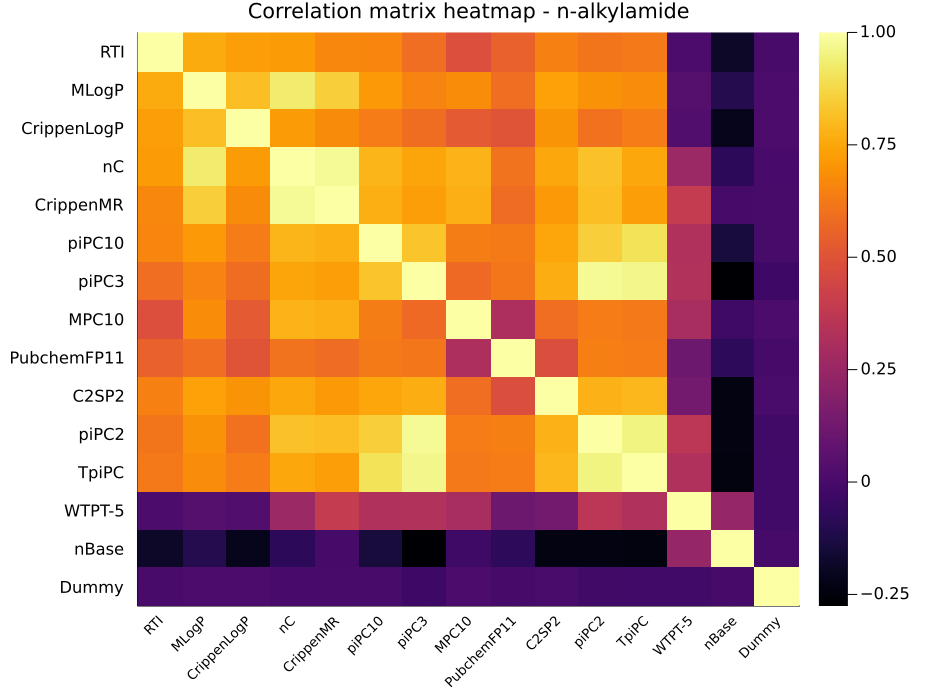 Correlation matrix heatmap - n-alkylamide
RTI
MLogP
CrippenLogP
nC
CrippenMR
piPC10
piPC3
MPC10
PubchemFP11
C2SP2
piPC2
TpiPC
WTPT-5
nBase
Dummy
RTI
MLogP
CrippenLogP
nC
CrippenMR
piPC10
piPC3
MPC10
PubchemFP11
C2SP2
piPC2
TpiPC
WTPT-5
nBase
Dummy
1.00
0.75
0.50
0.25
0
−0.25